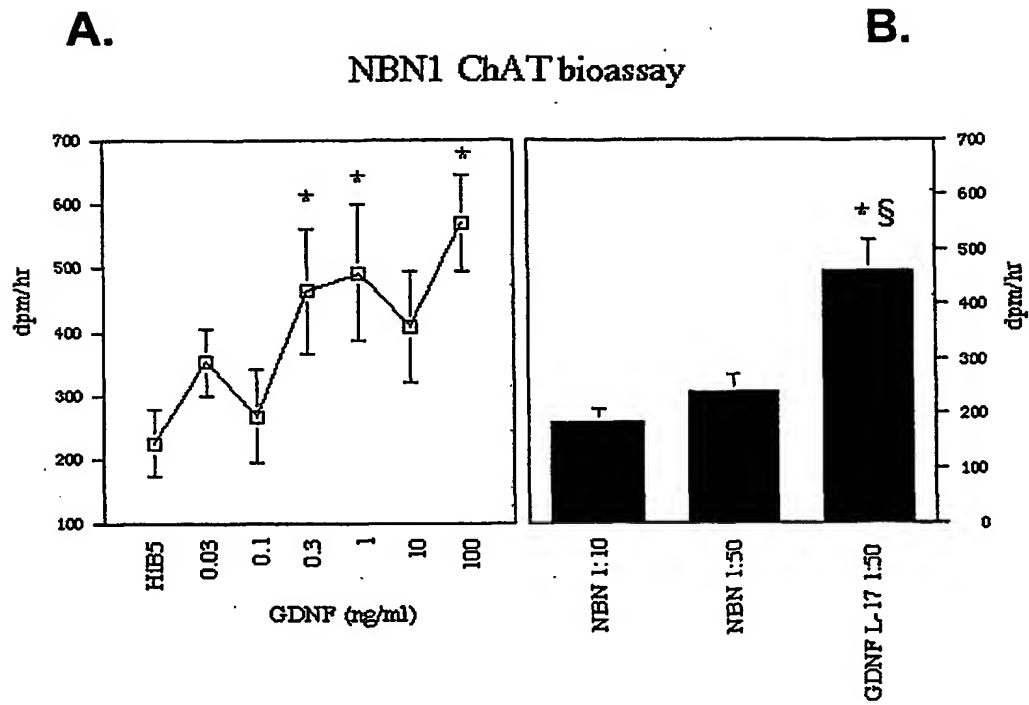 A.
B.
NBN1 ChAT bioassay
700
600
500
400
300
200
100
dpm/hr
*
*
*
HiB5
0.03
0.1
0.3
1
10
100
GDNF (ng/ml)
* §
700
600
500
400
300
200
100
0
dpm/hr
NBN 1:10
NBN 1:50
GDNF L-17 1:50